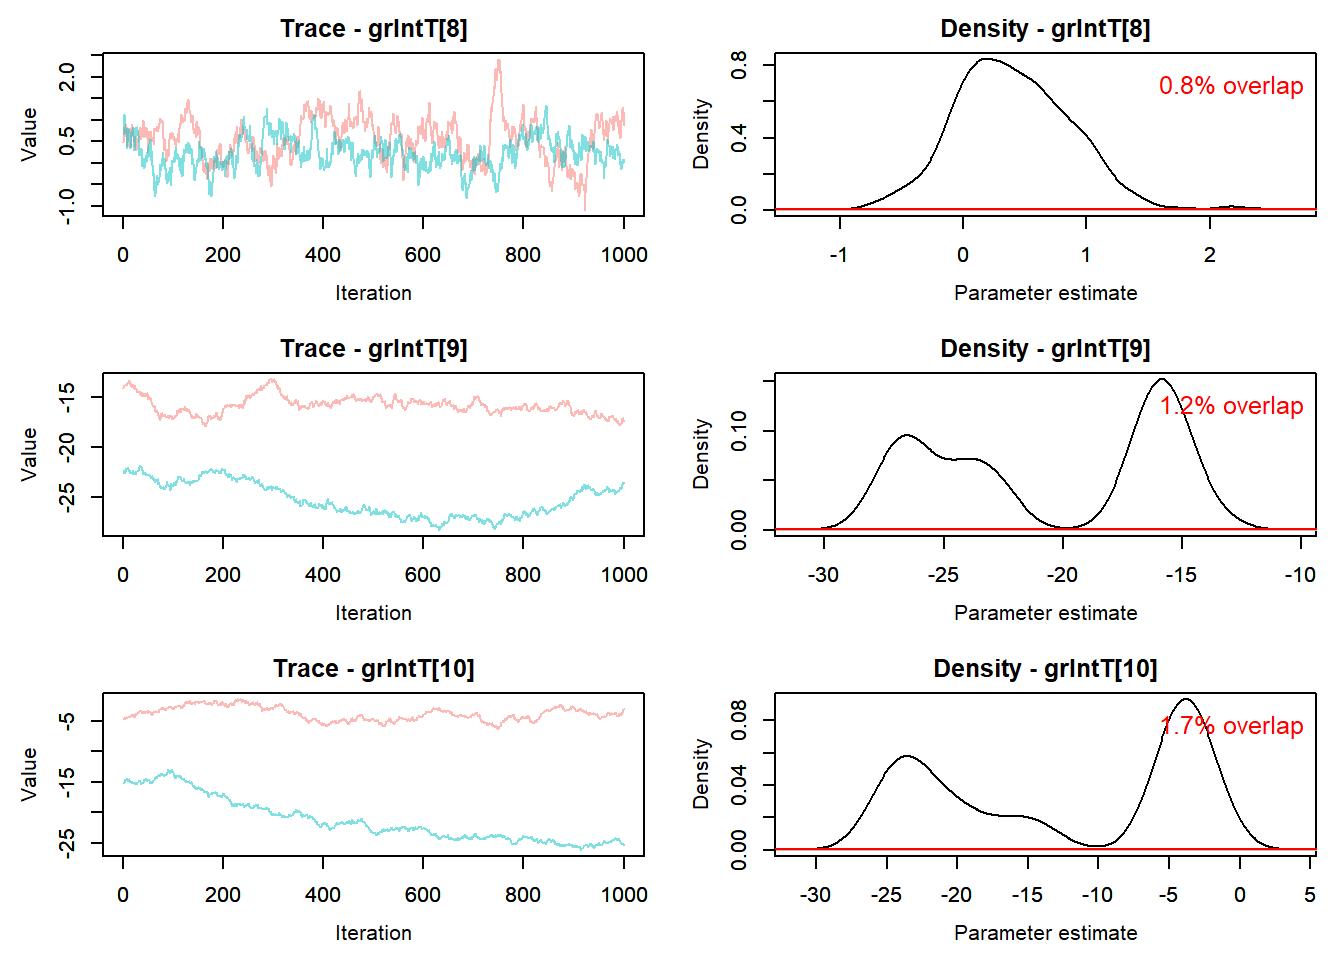 Trace - grIntT[8]
Value
-1.0 0.5 2.0
0 200 400 600 800 1000
Iteration
Density - grIntT[8]
0.8% overlap
Density
0.0 0.4 0.8
-1 0 1 2
Parameter estimate
Trace - grIntT[9]
Value
-25 -20 -15
0 200 400 600 800 1000
Iteration
Density - grIntT[9]
1.2% overlap
Density
0.00 0.10
-30 -25 -20 -15 -10
Parameter estimate
Trace - grIntT[10]
Value
-25 -15 -5
0 200 400 600 800 1000
Iteration
Density - grIntT[10]
1.7% overlap
Density
0.00 0.04 0.08
-30 -25 -20 -15 -10 -5 0 5
Parameter estimate